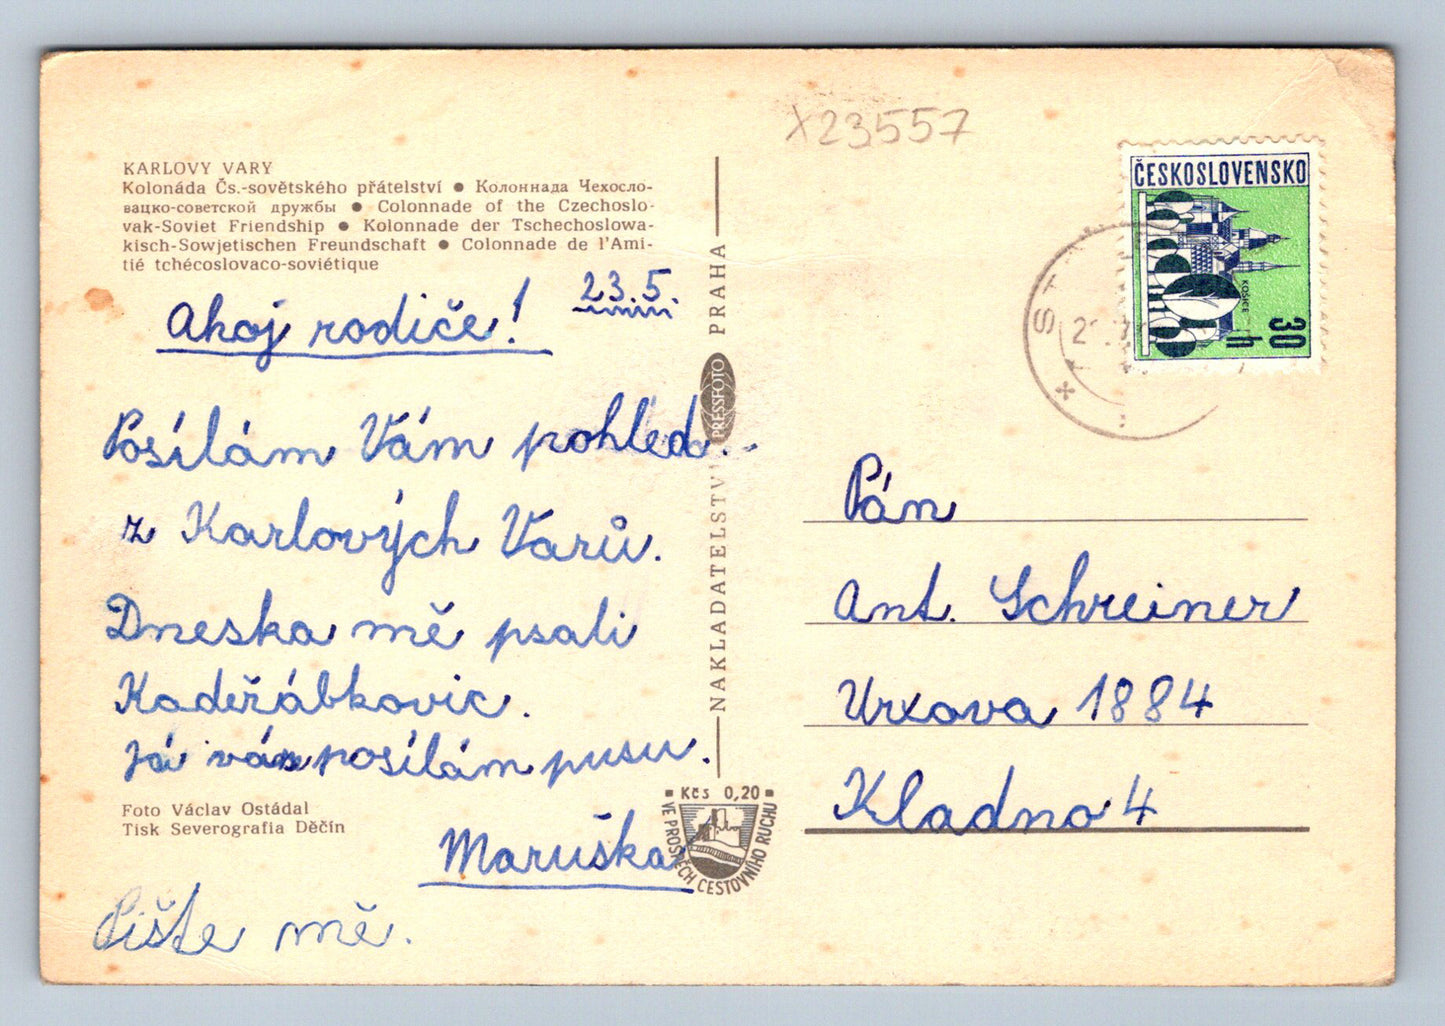 x23557
KARLOVY VARY
Kolonáda Čs.-sovětského přátelství ● Колоннада Чехосло-
вацко-советской дружбы ● Colonnade of the Czechoslo-
vak-Soviet Friendship ● Kolonnade der Tschechoslowa-
kisch-Sowjetischen Freundschaft ● Colonnade de l'Ami-
tié tchécoslovaco-soviétique
23.5.
Ahoj rodiče!
Posílám Vám pohled
z Karlových Varů.
Dneska mě psali
Kadeřábkovic.
Já vám posílám pusu.
Maruška
Pište mě.
Foto Václav Ostádal
Tisk Severografia Děčín
NAKLADATELSTVÍ PRESSFOTO PRAHA
Kčs 0,20
VE PROSPĚCH CESTOVNÍHO RUCHU
ČESKOSLOVENSKO
KOŠICE
30 h
Pán
Ant. Schreiner
Urxova 1884
Kladno 4